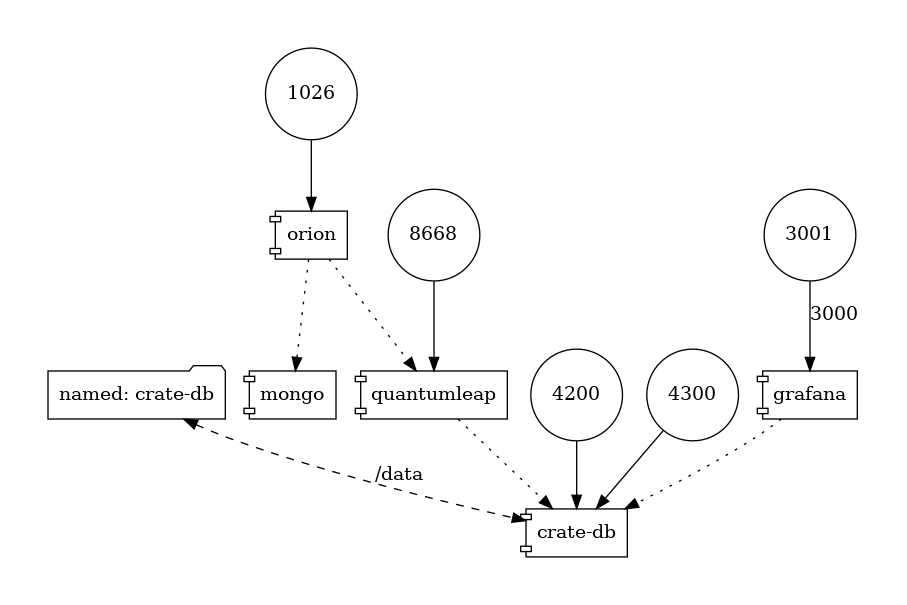 1026
orion
8668
3001
3000
named: crate-db
mongo
quantumleap
4200
4300
grafana
/data
crate-db